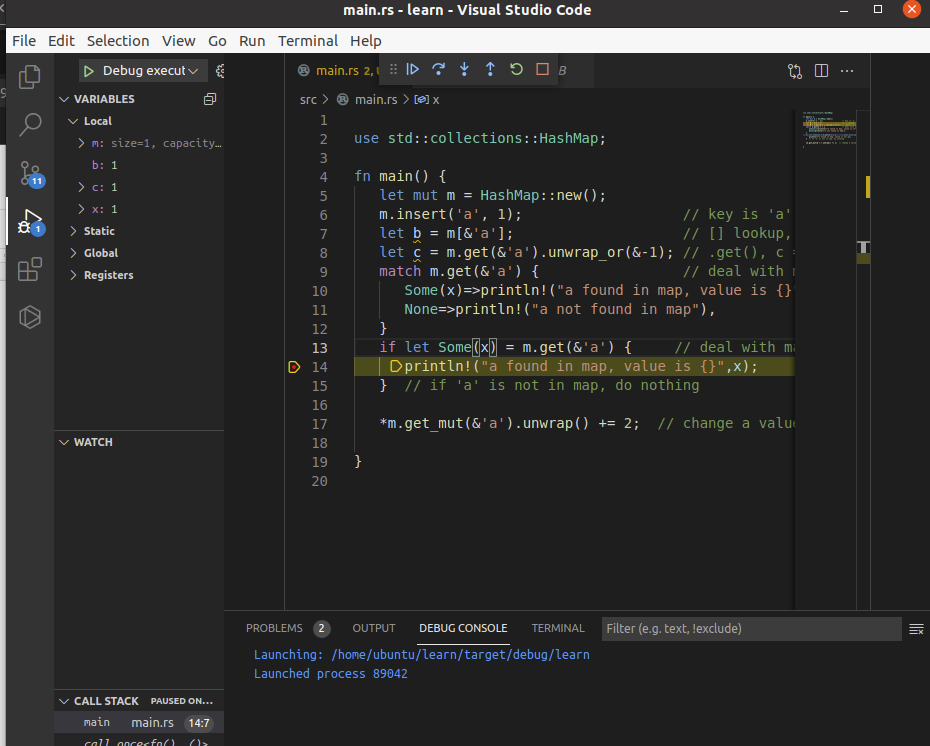 main.rs - learn - Visual Studio Code
File Edit Selection View Go Run Terminal Help
Debug execut
main.rs 2,
VARIABLES
Local
m: size=1, capacity…
b: 1
c: 1
x: 1
Static
Global
Registers
WATCH
CALL STACK PAUSED ON…
main main.rs 14:7
call_once<fn(), ()>
11
1
src > main.rs > x
1
2 use std::collections::HashMap;
3
4 fn main() {
5 let mut m = HashMap::new();
6 m.insert('a', 1); // key is 'a'
7 let b = m[&'a']; // [] lookup,
8 let c = m.get(&'a').unwrap_or(&-1); // .get(), c =
9 match m.get(&'a') { // deal with
10 Some(x)=>println!("a found in map, value is {}"
11 None=>println!("a not found in map"),
12 }
13 if let Some(x) = m.get(&'a') { // deal with ma
14 println!("a found in map, value is {}",x);
15 } // if 'a' is not in map, do nothing
16
17 *m.get_mut(&'a').unwrap() += 2; // change a value
18
19 }
20
PROBLEMS 2 OUTPUT DEBUG CONSOLE TERMINAL Filter (e.g. text, !exclude)
Launching: /home/ubuntu/learn/target/debug/learn
Launched process 89042